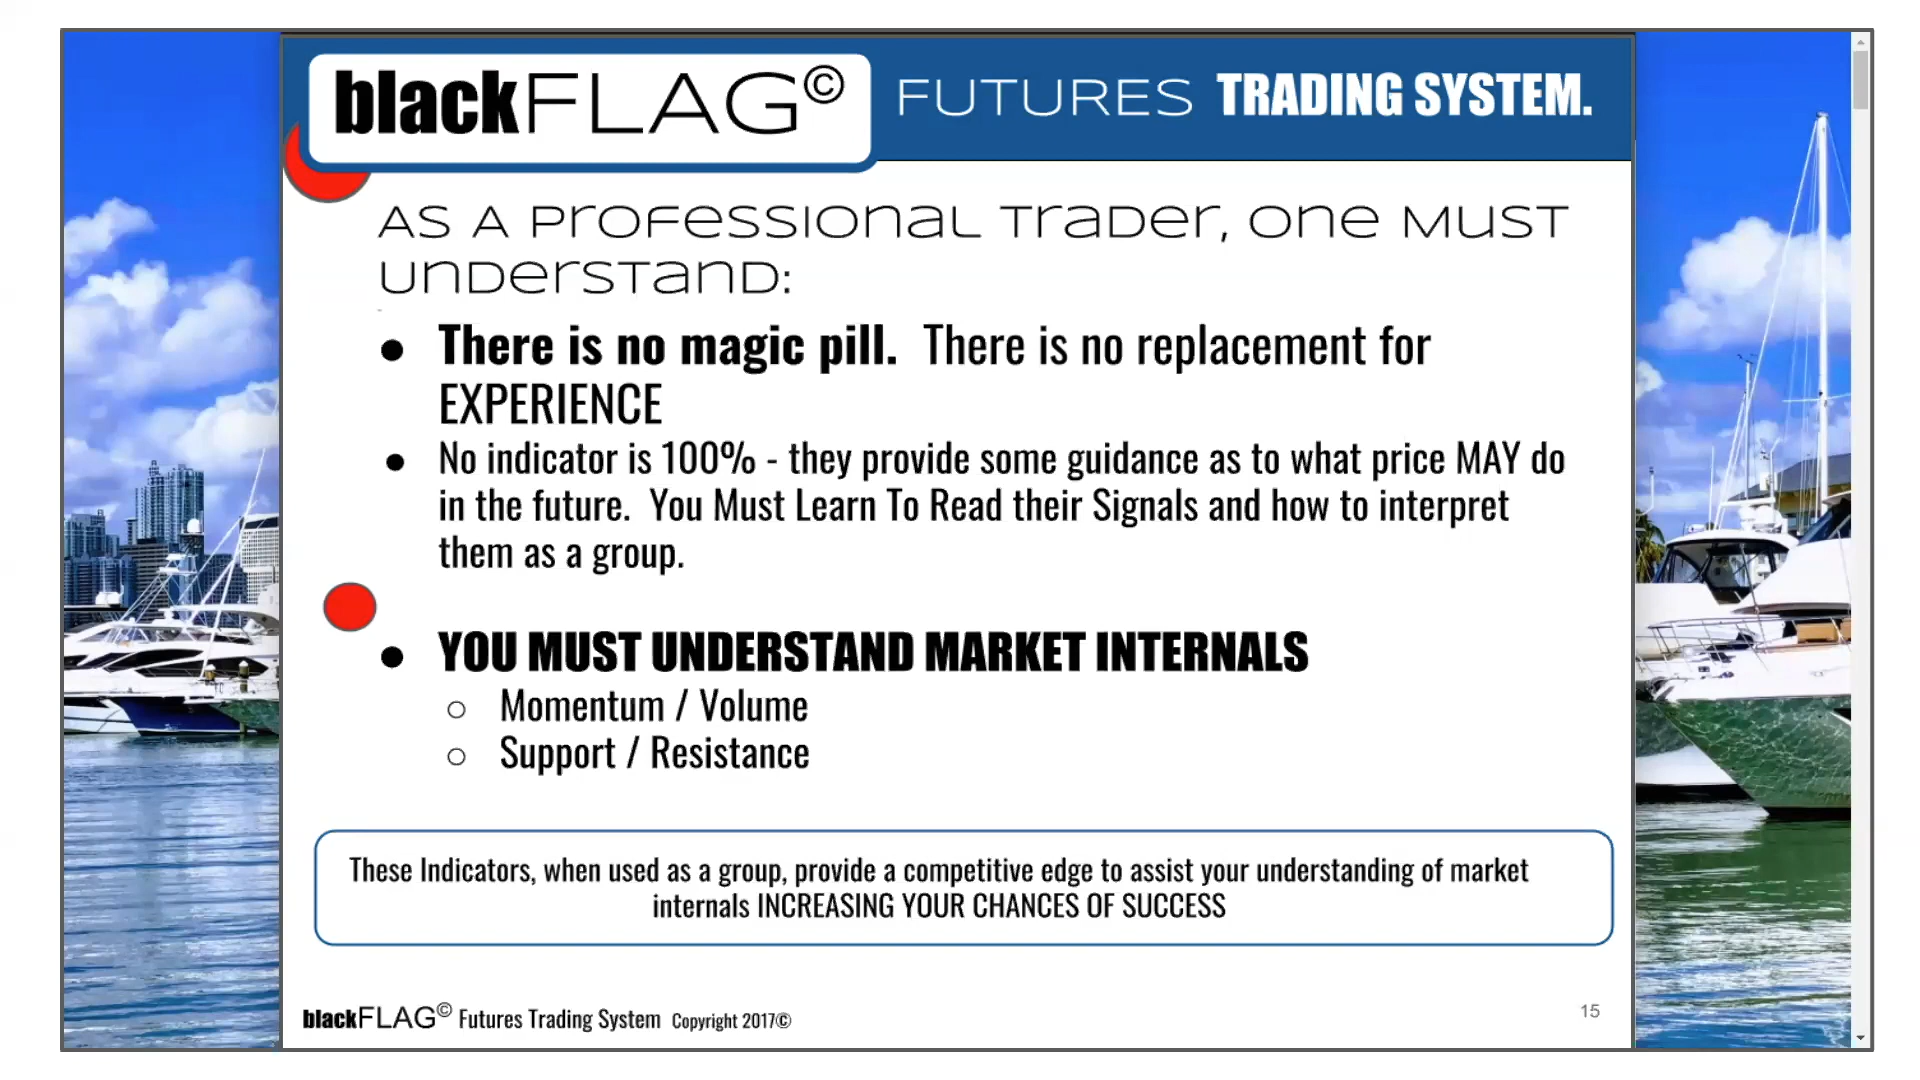 blackFLAG© FUTURES TRADING SYSTEM.
AS A PROFESSIONAL TRADER, ONE MUST
UNDERSTAND:
● There is no magic pill. There is no replacement for
EXPERIENCE
● No indicator is 100% - they provide some guidance as to what price MAY do
in the future. You Must Learn To Read their Signals and how to interpret
them as a group.
● YOU MUST UNDERSTAND MARKET INTERNALS
○ Momentum / Volume
○ Support / Resistance
These Indicators, when used as a group, provide a competitive edge to assist your understanding of market
internals INCREASING YOUR CHANCES OF SUCCESS
blackFLAG© Futures Trading System Copyright 2017©
15